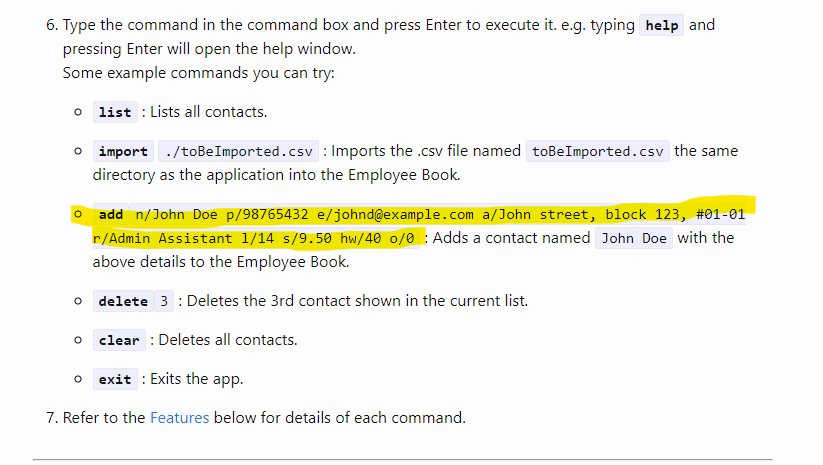 6. Type the command in the command box and press Enter to execute it. e.g. typing help and
pressing Enter will open the help window.
Some example commands you can try:
list : Lists all contacts.
import ./toBeImported.csv : Imports the .csv file named toBeImported.csv the same
directory as the application into the Employee Book.
add n/John Doe p/98765432 e/johnd@example.com a/John street, block 123, #01-01
r/Admin Assistant l/14 s/9.50 hw/40 o/0 : Adds a contact named John Doe with the
above details to the Employee Book.
delete 3 : Deletes the 3rd contact shown in the current list.
clear : Deletes all contacts.
exit : Exits the app.
7. Refer to the Features below for details of each command.